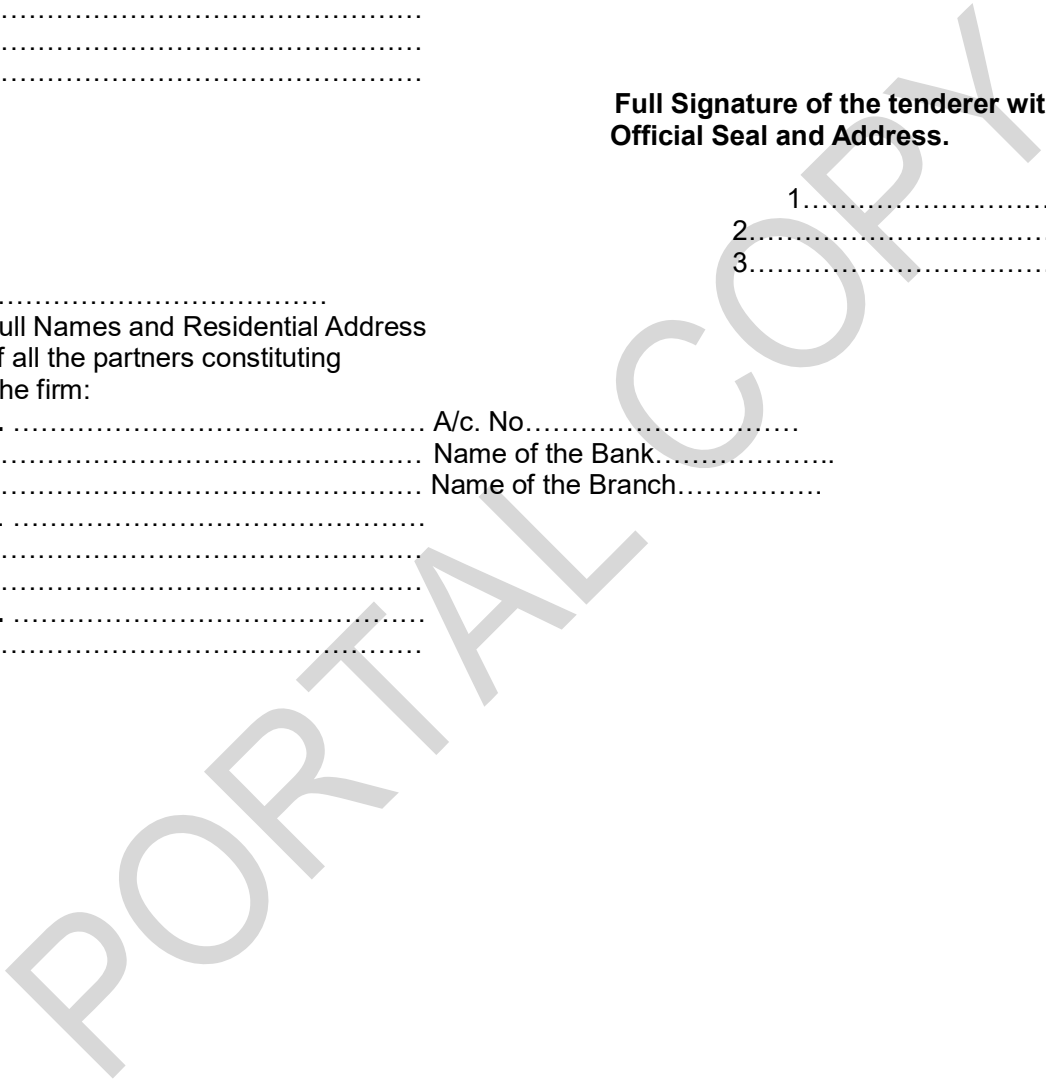 ……………………………………………
……………………………………………
……………………………………………
Full Signature of the tenderer wit
Official Seal and Address.
1………………………
2……………………………
3……………………………
…………………………………
ull Names and Residential Address
f all the partners constituting
he firm:
. …………………………………………… A/c. No…………………………
…………………………………………… Name of the Bank………………..
…………………………………………… Name of the Branch…………….
. ……………………………………………
……………………………………………
……………………………………………
. ……………………………………………
……………………………………………
PORTAL COPY